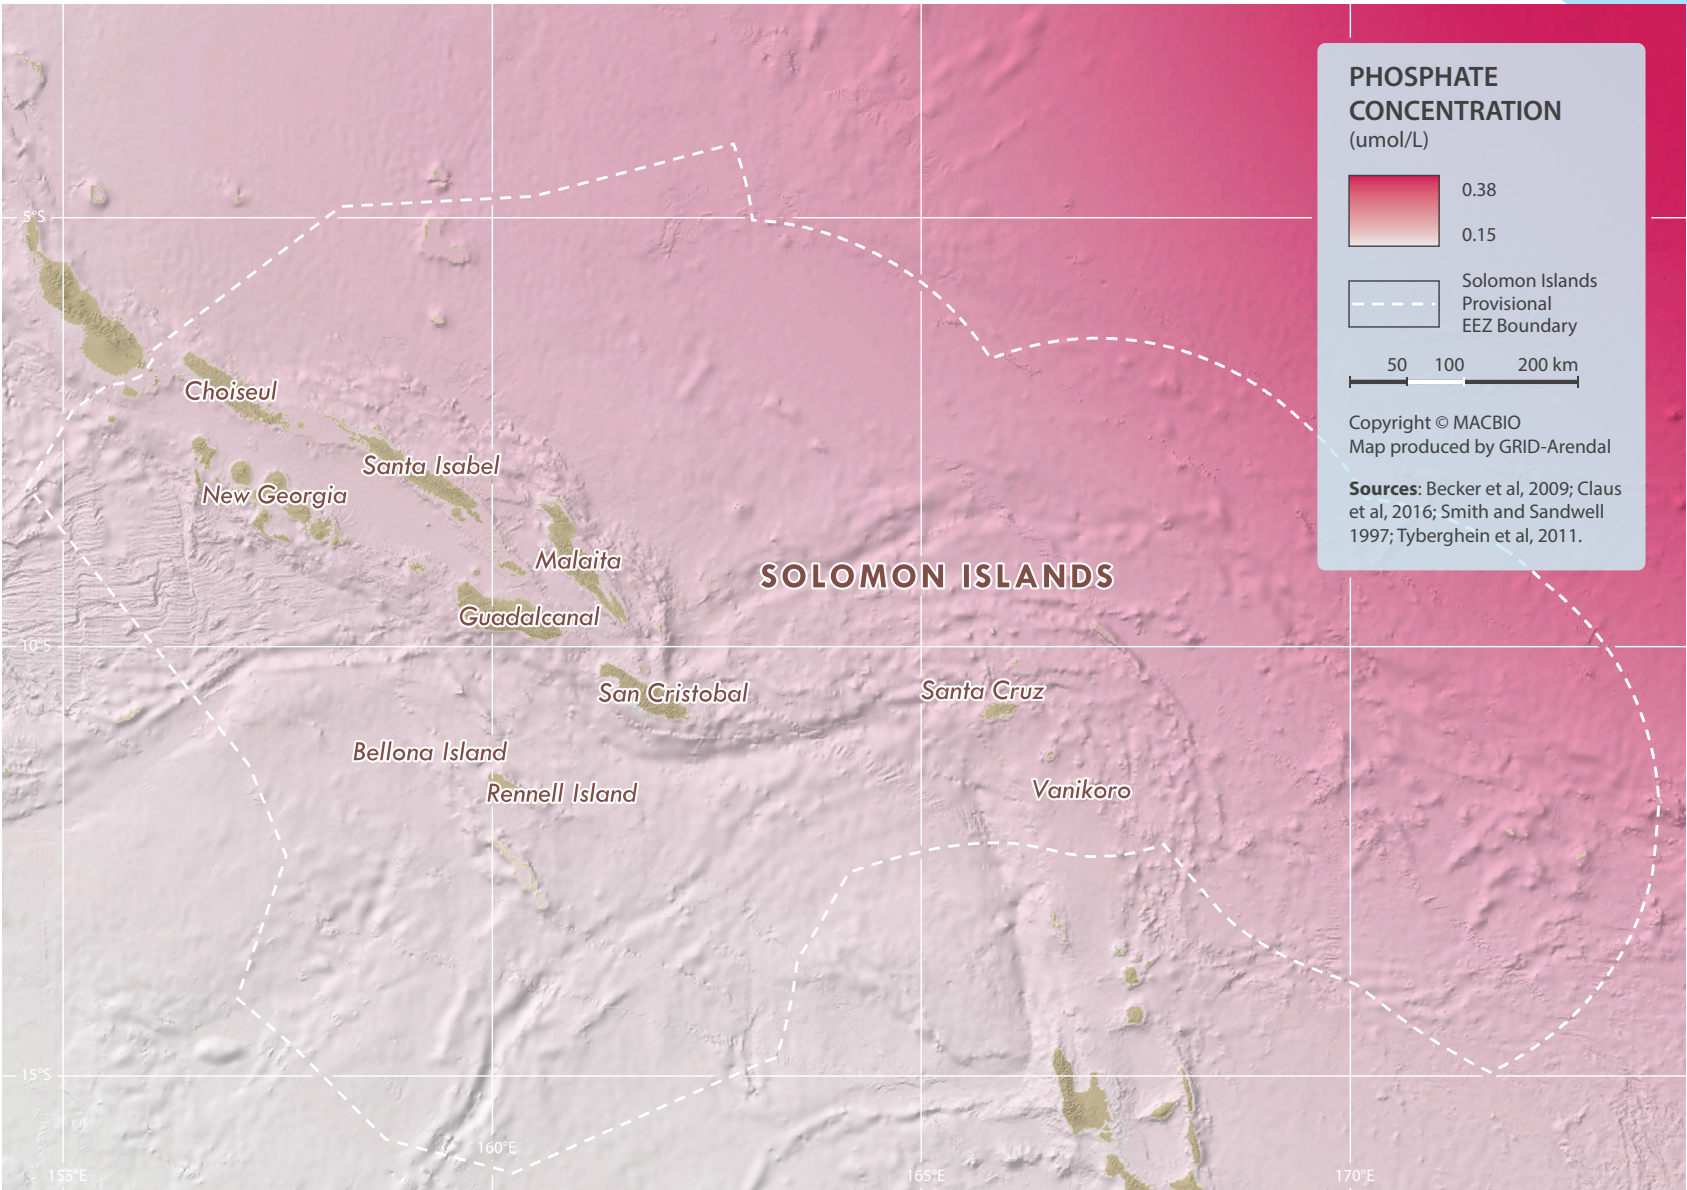 PHOSPHATE
CONCENTRATION
(umol/L)
0.38
0.15
Solomon Islands
Provisional
EEZ Boundary
50 100 200 km
Copyright © MACBIO
Map produced by GRID-Arendal
Sources: Becker et al, 2009; Claus
et al, 2016; Smith and Sandwell
1997; Tyberghein et al, 2011.
5°S
Choiseul
Santa Isabel
New Georgia
Malaita
SOLOMON ISLANDS
Guadalcanal
10°S
San Cristobal
Santa Cruz
Bellona Island
Rennell Island
Vanikoro
15°S
155°E
160°E
165°E
170°E